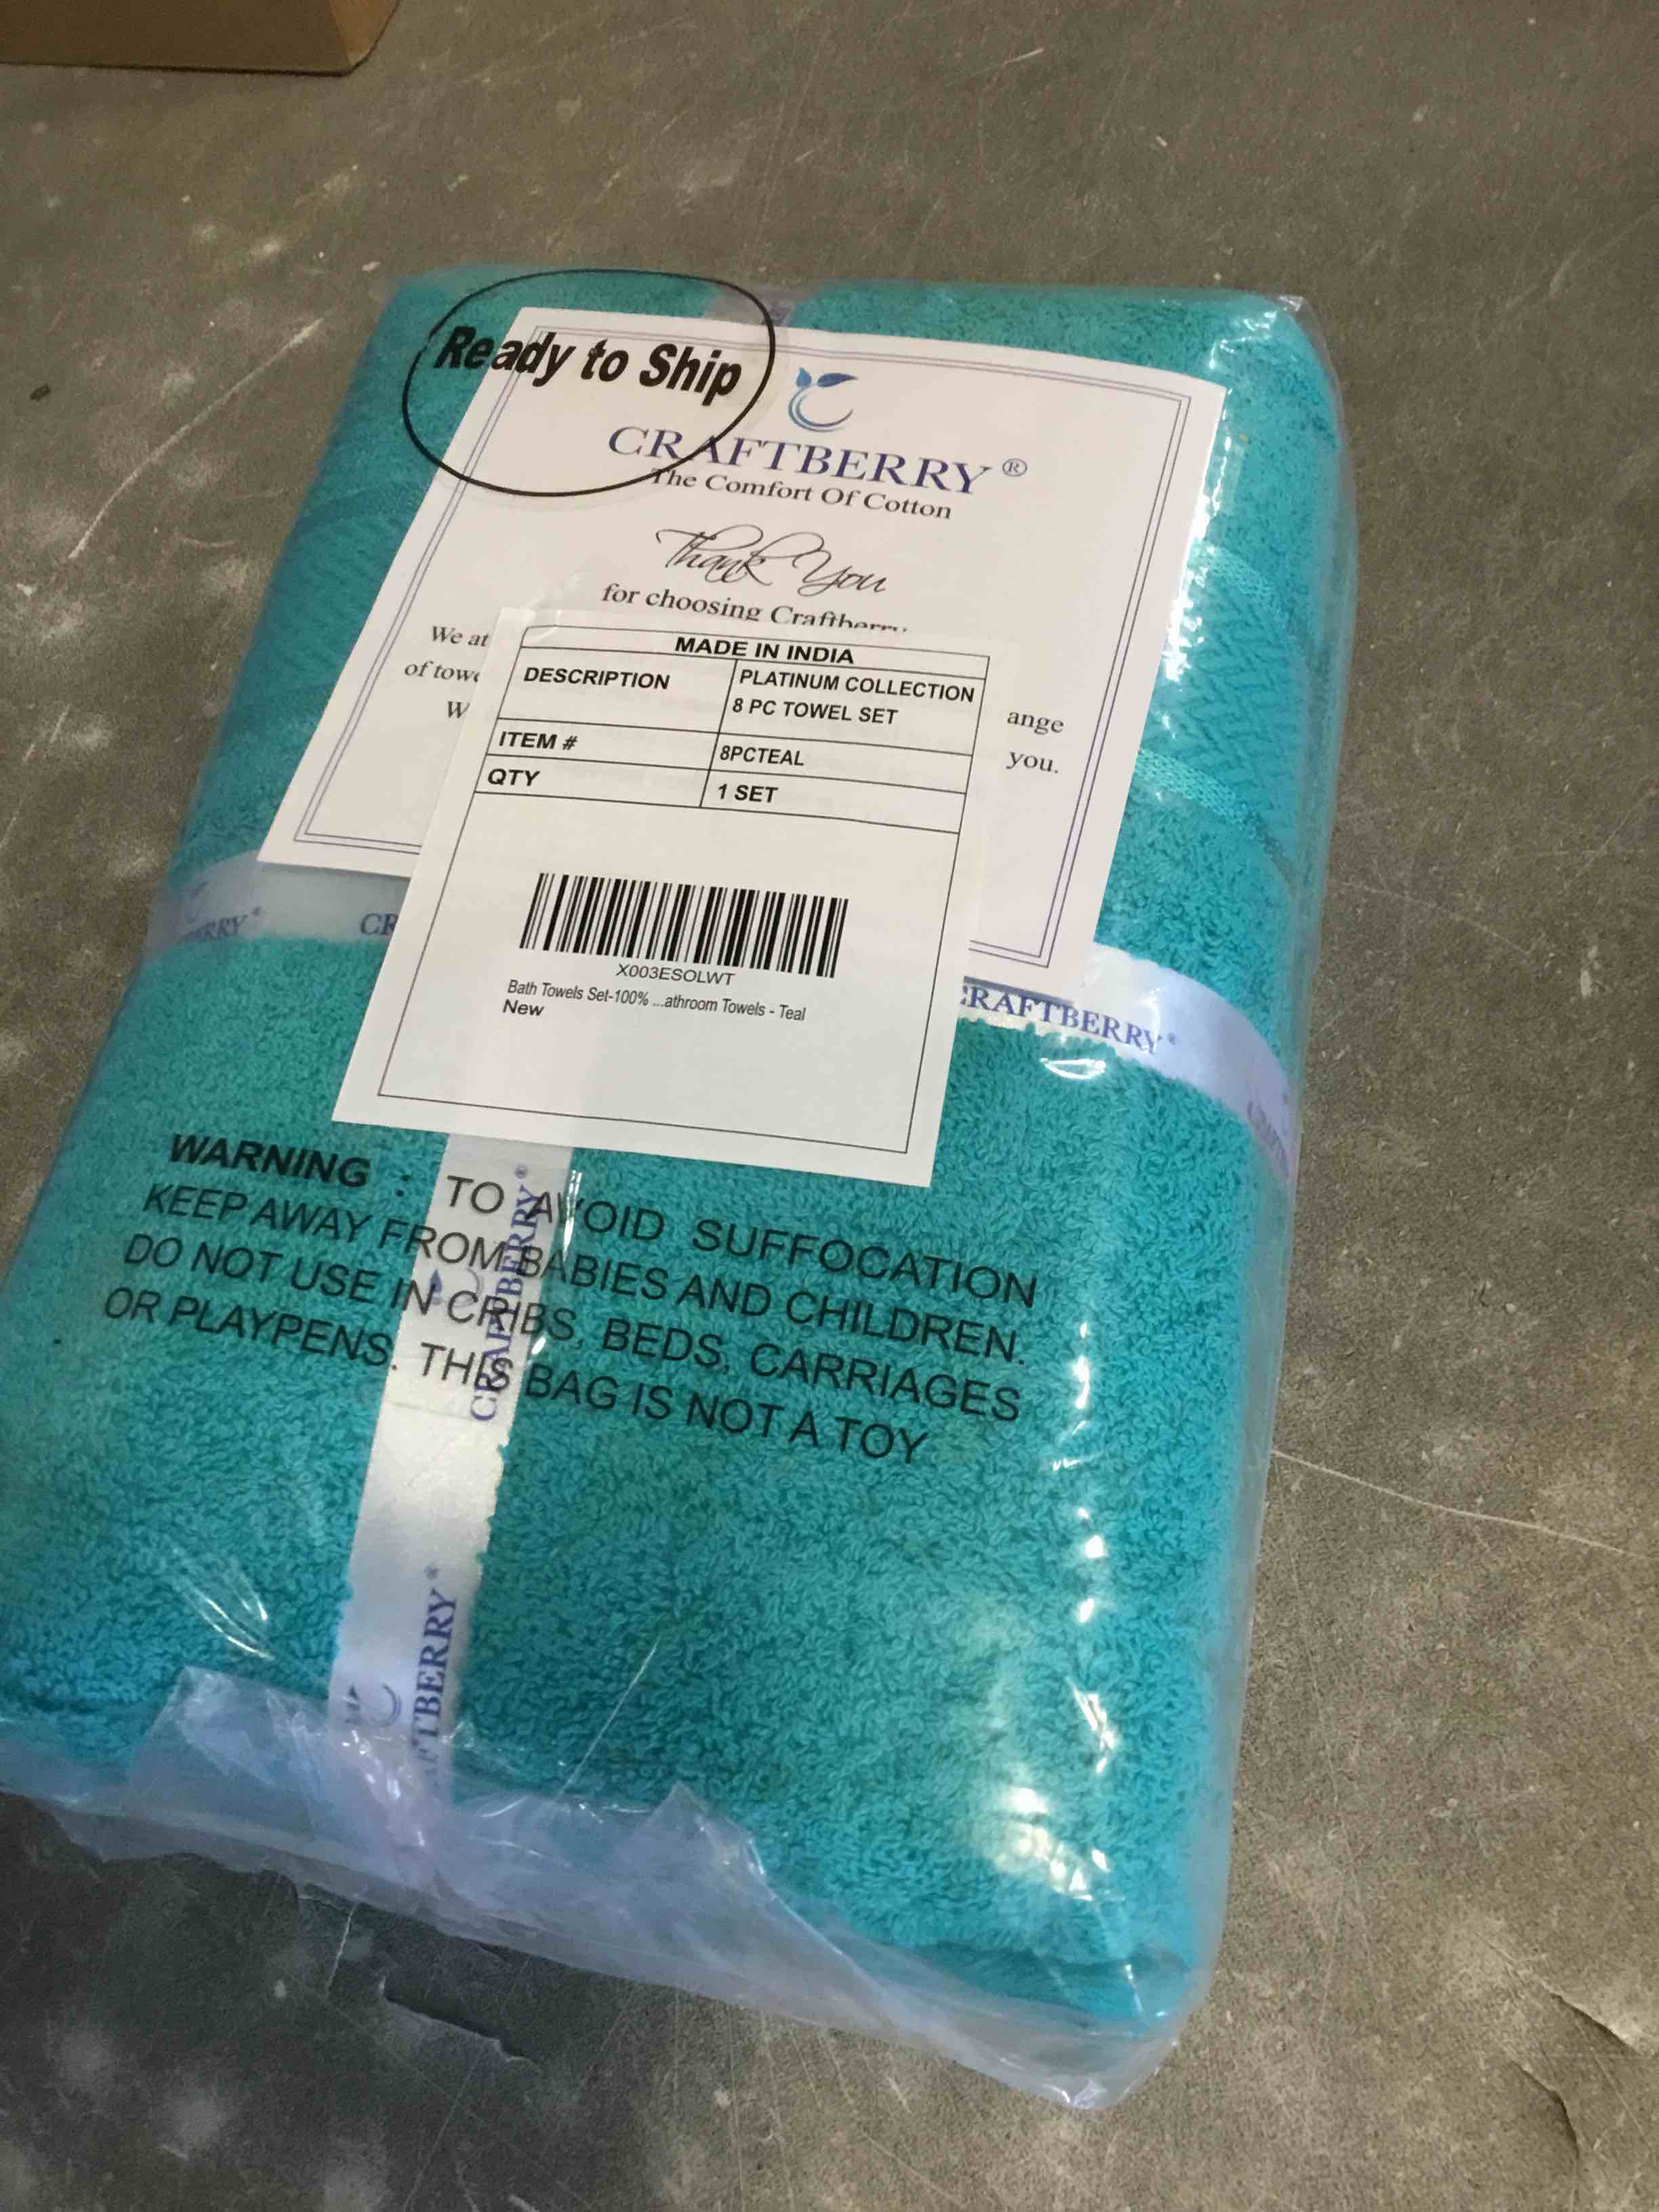 Ready to Ship
CRAFTBERRY ®
The Comfort Of Cotton
Thank You
for choosing Craftberry
We at
of
W
ange
you.
MADE IN INDIA
DESCRIPTION PLATINUM COLLECTION
8 PC TOWEL SET
ITEM # 8PCTEAL
QTY 1 SET
X003ESOLWT
Bath Towels Set-100% ...athroom Towels - Teal
New
RRY®
CR
CRAFTBERRY®
WARNING : TO AVOID SUFFOCATION
KEEP AWAY FROM BABIES AND CHILDREN.
DO NOT USE IN CRIBS, BEDS, CARRIAGES
OR PLAYPENS. THIS BAG IS NOT A TOY
CRAFTBERRY®
FTBERRY®